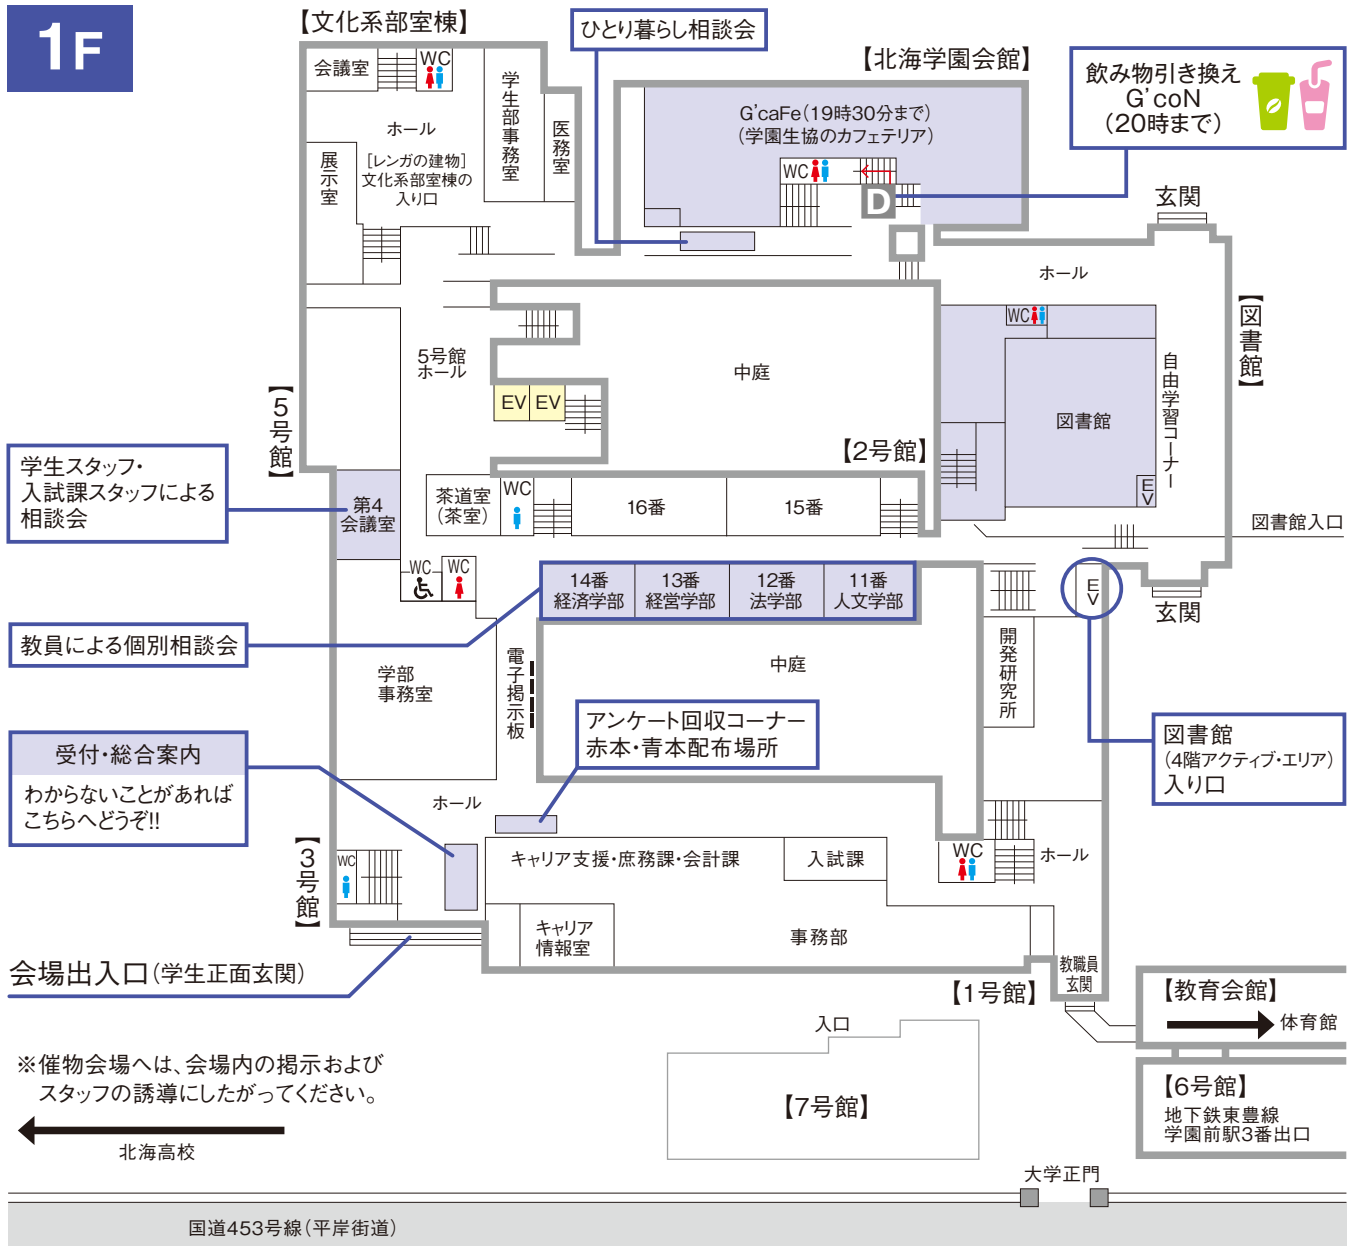 1F
【文化系部室棟】
ひとり暮らし相談会
【北海学園会館】
飲み物引き換え
G'coN
(20時まで)
会議室
WC
学生部事務室
医務室
ホール
[レンガの建物]
文化系部室棟の
入り口
展示室
G'caFe(19時30分まで)
(学園生協のカフェテリア)
WC
D
玄関
ホール
【図書館】
WC
自由学習コーナー
図書館
EV
図書館入口
5号館
ホール
中庭
EV
EV
【5号館】
【2号館】
学生スタッフ・
入試課スタッフによる
相談会
第4
会議室
茶道室
(茶室)
WC
16番
15番
WC
WC
14番
経済学部
13番
経営学部
12番
法学部
11番
人文学部
EV
玄関
教員による個別相談会
学部
事務室
電子掲示板
中庭
開発研究所
アンケート回収コーナー
赤本・青本配布場所
図書館
(4階アクティブ・エリア)
入り口
受付・総合案内
わからないことがあれば
こちらへどうぞ!!
ホール
【3号館】
WC
キャリア支援・庶務課・会計課
入試課
WC
ホール
キャリア
情報室
事務部
会場出入口(学生正面玄関)
【1号館】
教職員
玄関
【教育会館】
体育館
入口
【7号館】
【6号館】
地下鉄東豊線
学園前駅3番出口
※催物会場へは、会場内の掲示および
スタッフの誘導にしたがってください。
北海高校
大学正門
国道453号線(平岸街道)